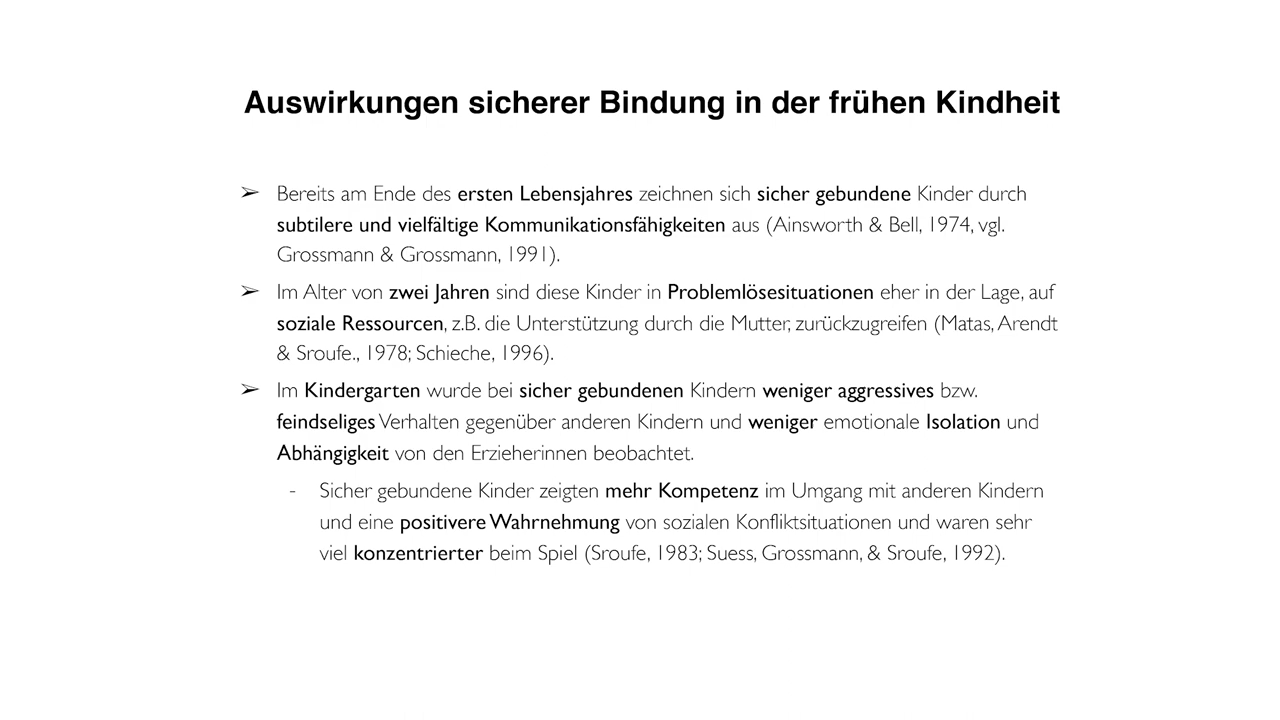 Auswirkungen sicherer Bindung in der frühen Kindheit
➢ Bereits am Ende des ersten Lebensjahres zeichnen sich sicher gebundene Kinder durch
subtilere und vielfältige Kommunikationsfähigkeiten aus (Ainsworth & Bell, 1974, vgl.
Grossmann & Grossmann, 1991).
➢ Im Alter von zwei Jahren sind diese Kinder in Problemlösesituationen eher in der Lage, auf
soziale Ressourcen, z.B. die Unterstützung durch die Mutter, zurückzugreifen (Matas, Arendt
& Sroufe., 1978; Schieche, 1996).
➢ Im Kindergarten wurde bei sicher gebundenen Kindern weniger aggressives bzw.
feindseliges Verhalten gegenüber anderen Kindern und weniger emotionale Isolation und
Abhängigkeit von den Erzieherinnen beobachtet.
- Sicher gebundene Kinder zeigten mehr Kompetenz im Umgang mit anderen Kindern
und eine positivere Wahrnehmung von sozialen Konfliktsituationen und waren sehr
viel konzentrierter beim Spiel (Sroufe, 1983; Suess, Grossmann, & Sroufe, 1992).